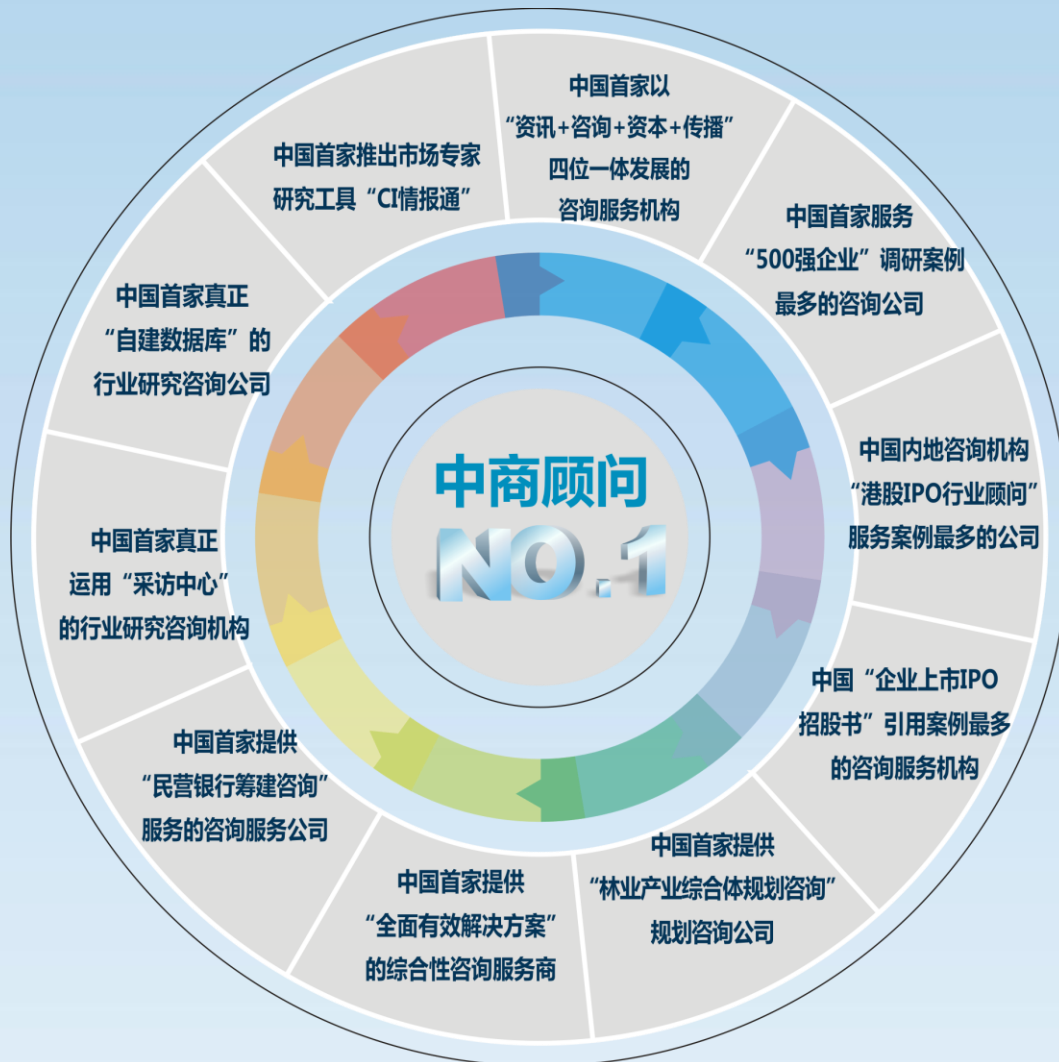 中国首家以
“资讯+咨询+资本+传播”
四位一体发展的
咨询服务机构
中国首家服务
“500强企业”调研案例
最多的咨询公司
中国内地咨询机构
“港股IPO行业顾问”
服务案例最多的公司
中国“企业上市IPO
招股书”引用案例最多
的咨询服务机构
中国首家提供
“林业产业综合体规划咨询”
规划咨询公司
中国首家提供
“全面有效解决方案”
的综合性咨询服务商
中国首家提供
“民营银行筹建咨询”
服务的咨询服务公司
中国首家真正
运用“采访中心”
的行业研究咨询机构
中国首家真正
“自建数据库”的
行业研究咨询公司
中国首家推出市场专家
研究工具“CI情报通”
中商顾问
NO.1